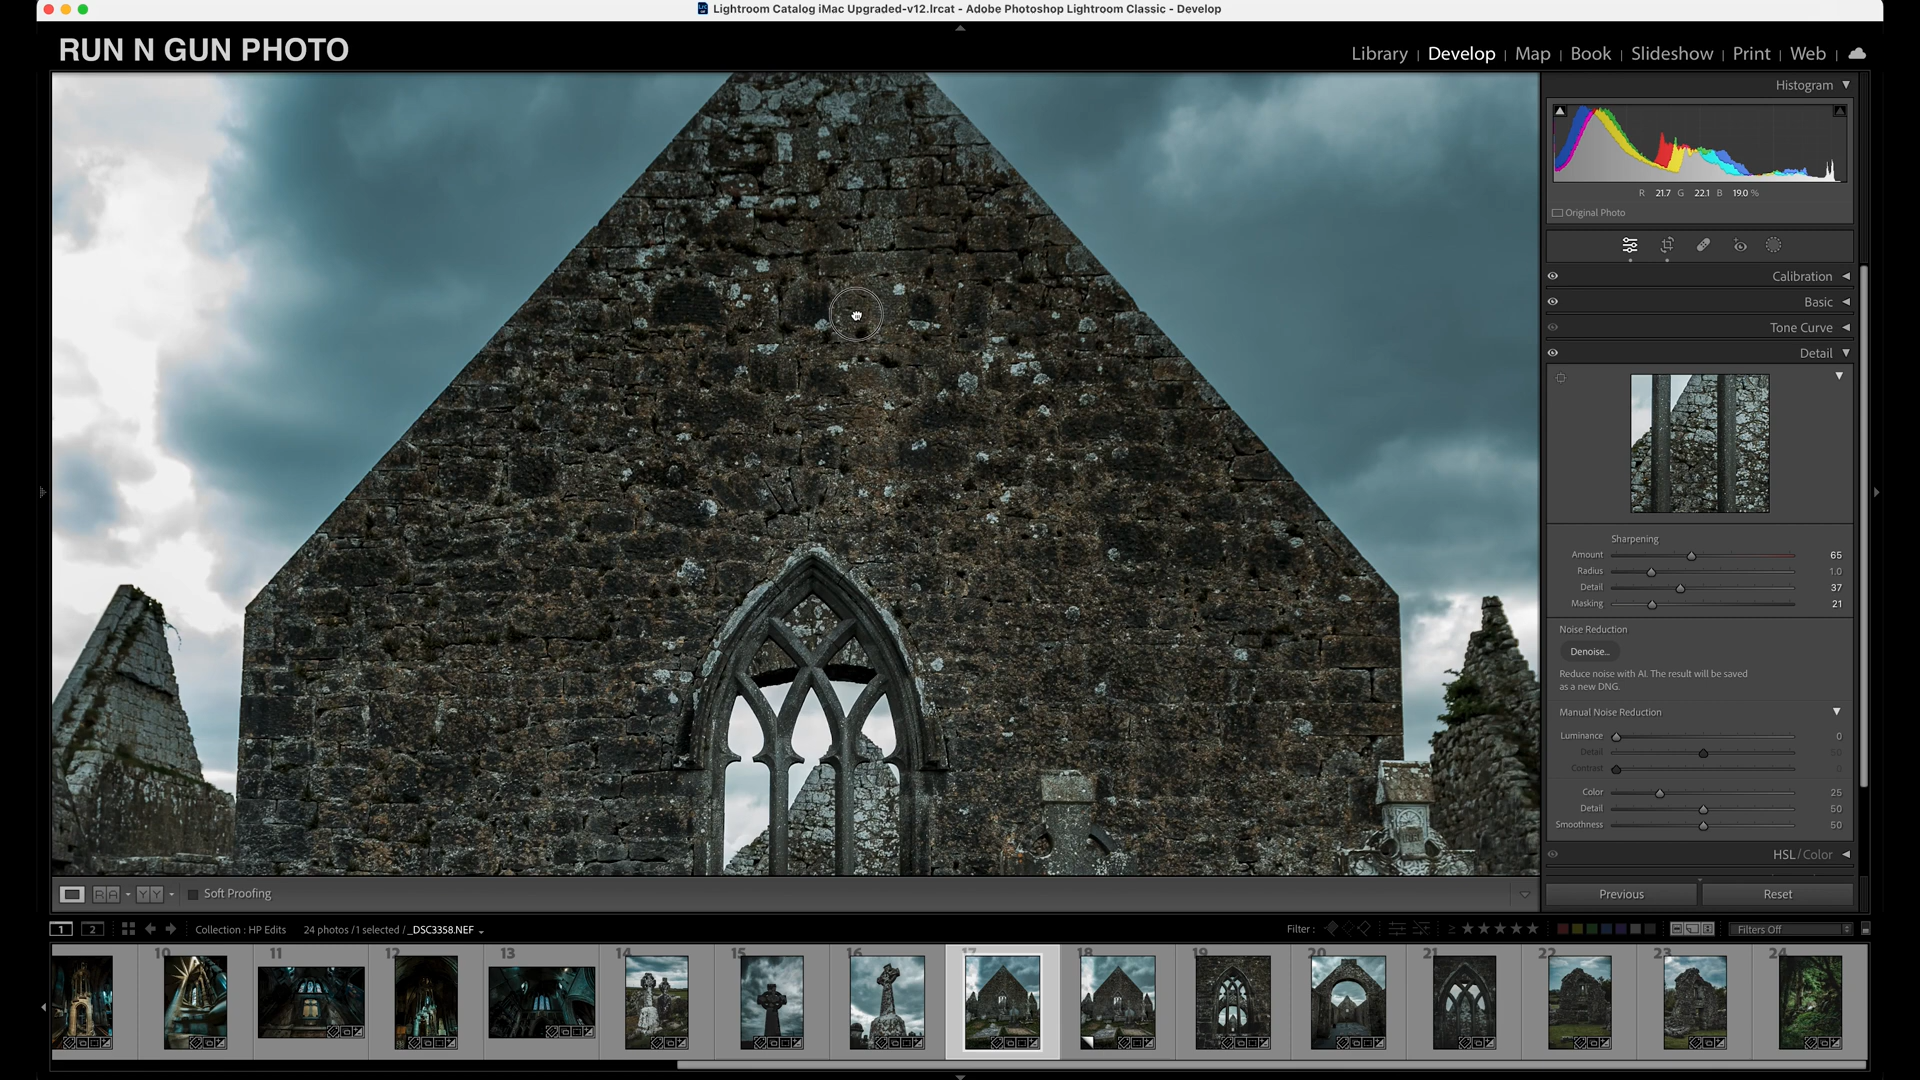 Lightroom Catalog iMac Upgraded-v12.lrcat - Adobe Photoshop Lightroom Classic - Develop
RUN N GUN PHOTO
Library | Develop | Map | Book | Slideshow | Print | Web |
Histogram
R 21.7 G 22.1 B 19.0 %
Original Photo
Calibration
Basic
Tone Curve
Detail
Sharpening
Amount 65
Radius 1.0
Detail 37
Masking 21
Noise Reduction
Denoise...
Reduce noise with AI. The result will be saved
as a new DNG.
Manual Noise Reduction
Luminance 0
Detail 50
Contrast 0
Color 25
Detail 50
Smoothness 50
HSL / Color
Previous Reset
R A Y Y Soft Proofing
1 2 Collection : HP Edits 24 photos / 1 selected / _DSC3358.NEF Filter : ≥ ★★★★★ Filters Off
10 11 12 13 14 15 16 17 18 19 20 21 22 23 24